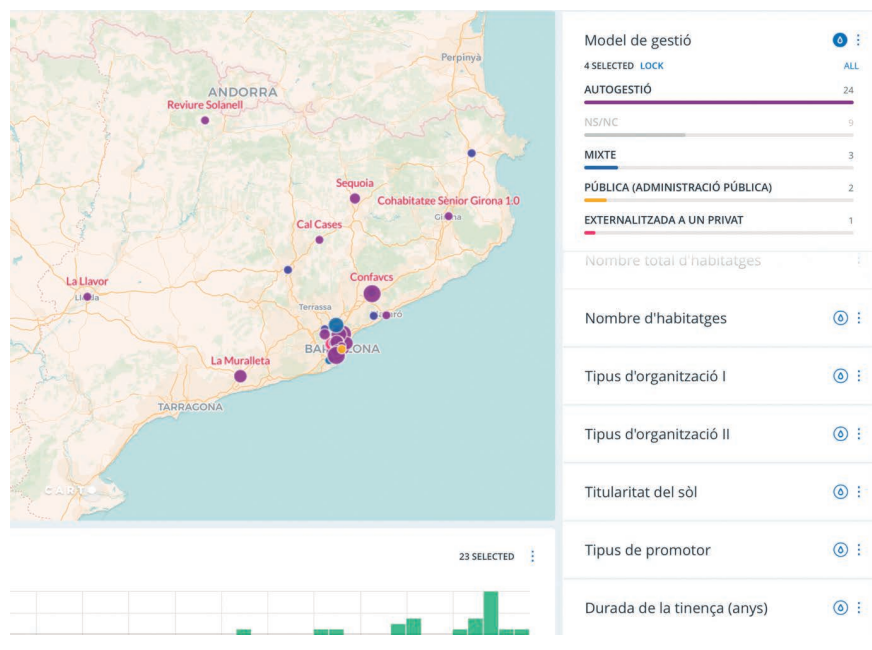 Perpinyà
ANDORRA
Reviure Solanell
Sequoia
Cohabitatge Sènior Girona 1.0
Cal Cases
La Llavor
Confavcs
Terrassa
La Muralleta
TARRAGONA
CARTO
23 SELECTED
Model de gestió
4 SELECTED LOCK ALL
AUTOGESTIÓ 24
NS/NC 9
MIXTE 3
PÚBLICA (ADMINISTRACIÓ PÚBLICA) 2
EXTERNALITZADA A UN PRIVAT 1
Nombre total d'habitatges
Nombre d'habitatges
Tipus d'organització I
Tipus d'organització II
Titularitat del sòl
Tipus de promotor
Durada de la tinença (anys)